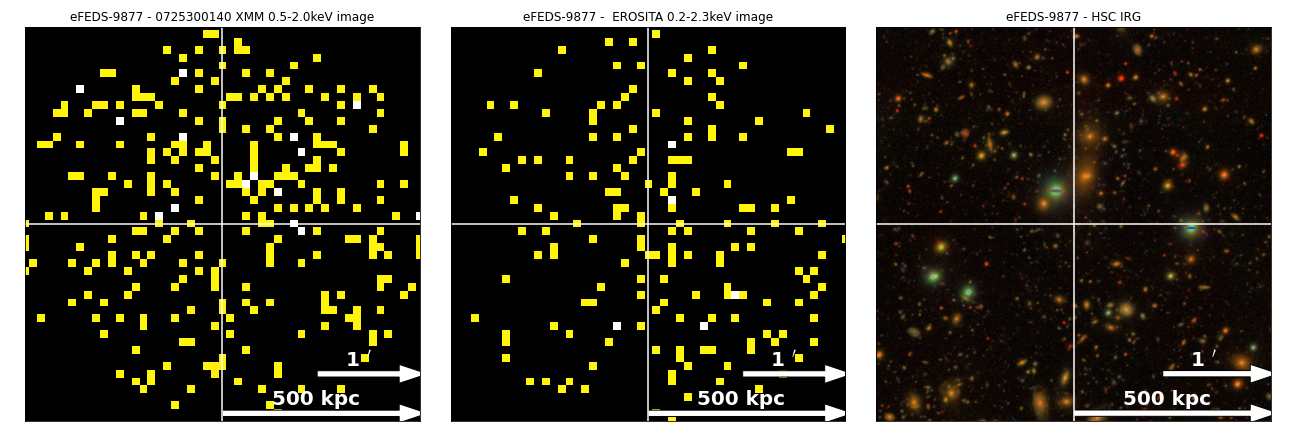 eFEDS-9877 - 0725300140 XMM 0.5-2.0keV image
eFEDS-9877 -  EROSITA 0.2-2.3keV image
eFEDS-9877 - HSC IRG
1 ′
1 ′
1 ′
500 kpc
500 kpc
500 kpc